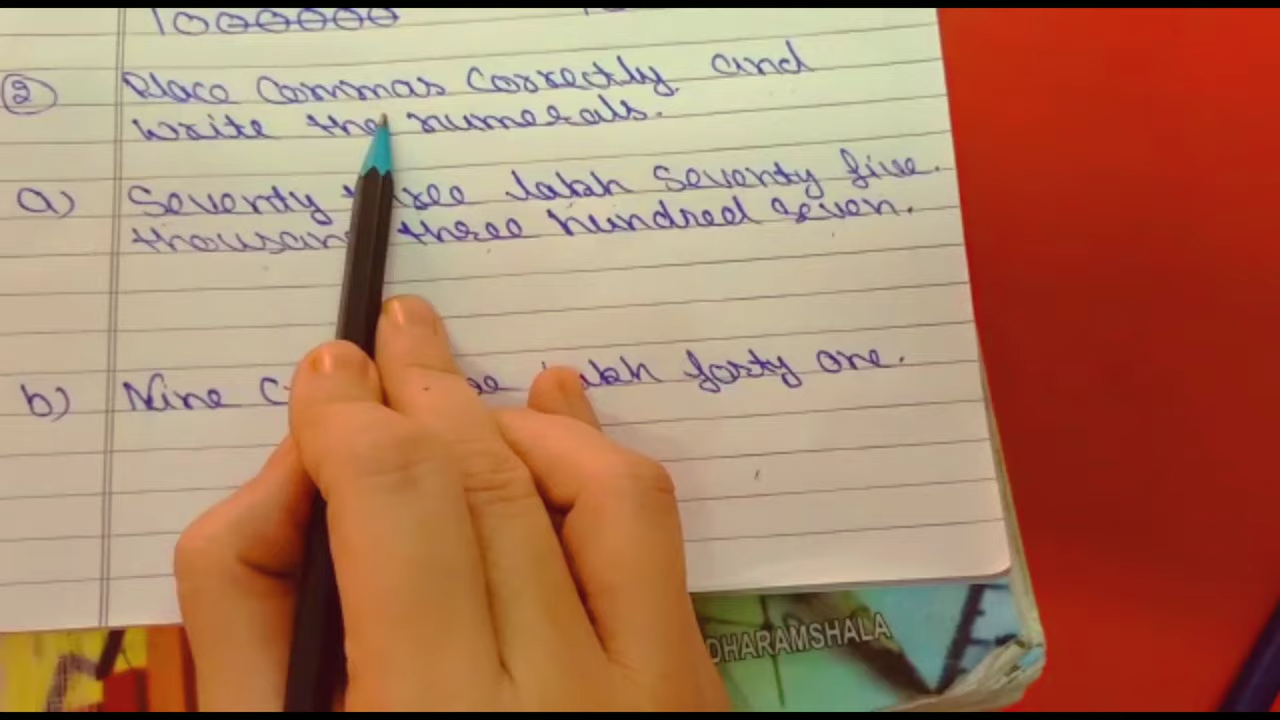 1000000
2 Place Commas Correctly and
write the numerals.
a) Seventy three lakh Seventy five.
thousand three hundred seven.
b) Nine lakh forty one.
DHARAMSHALA